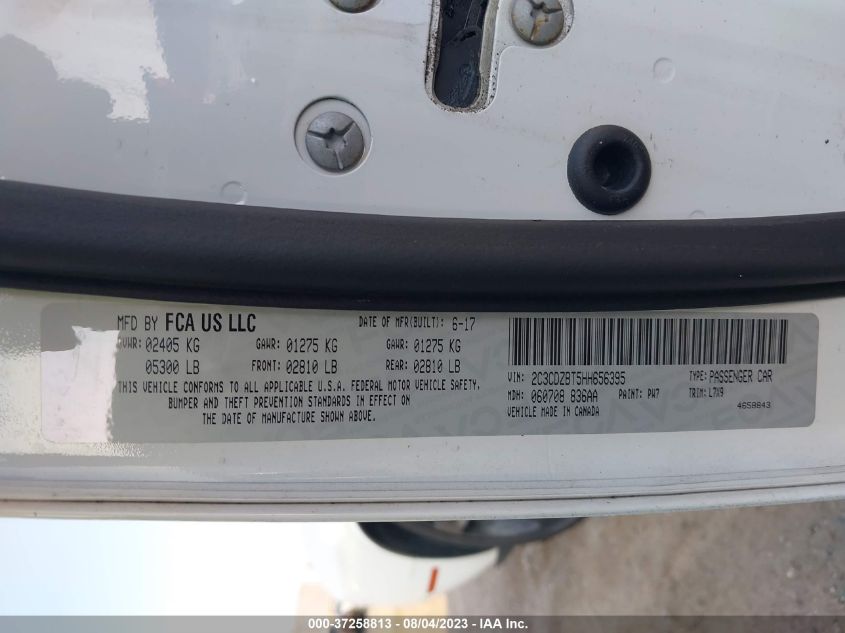 MFD BY FCA US LLC DATE OF MFR(BUILT): 6-17
GVWR: 02405 KG GAWR: 01275 KG GAWR: 01275 KG
05300 LB FRONT: 02810 LB REAR: 02810 LB
THIS VEHICLE CONFORMS TO ALL APPLICABLE U.S.A. FEDERAL MOTOR VEHICLE SAFETY,
BUMPER AND THEFT PREVENTION STANDARDS IN EFFECT ON
THE DATE OF MANUFACTURE SHOWN ABOVE.
VIN: 2C3CDZBT5HH656395 TYPE: PASSENGER CAR
MDH: 060708 836AA PAINT: PW7 TRIM: L7X9
VEHICLE MADE IN CANADA 4658843
000-37258813 - 08/04/2023 - IAA Inc.